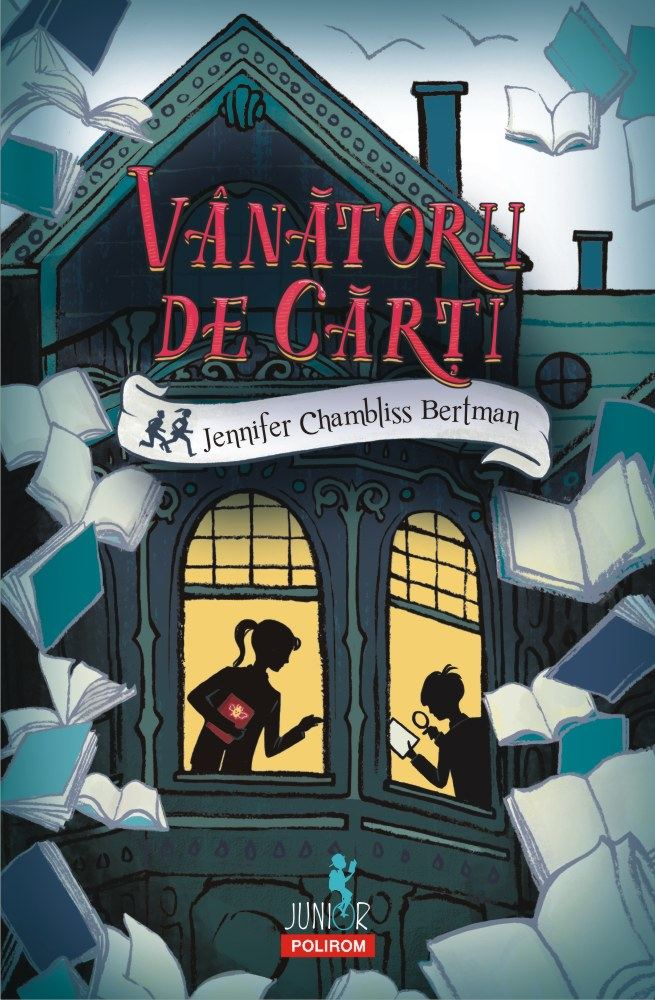 VÂNĂTORII
DE CĂRȚI
Jennifer Chambliss Bertman
JUNIOR
POLIROM